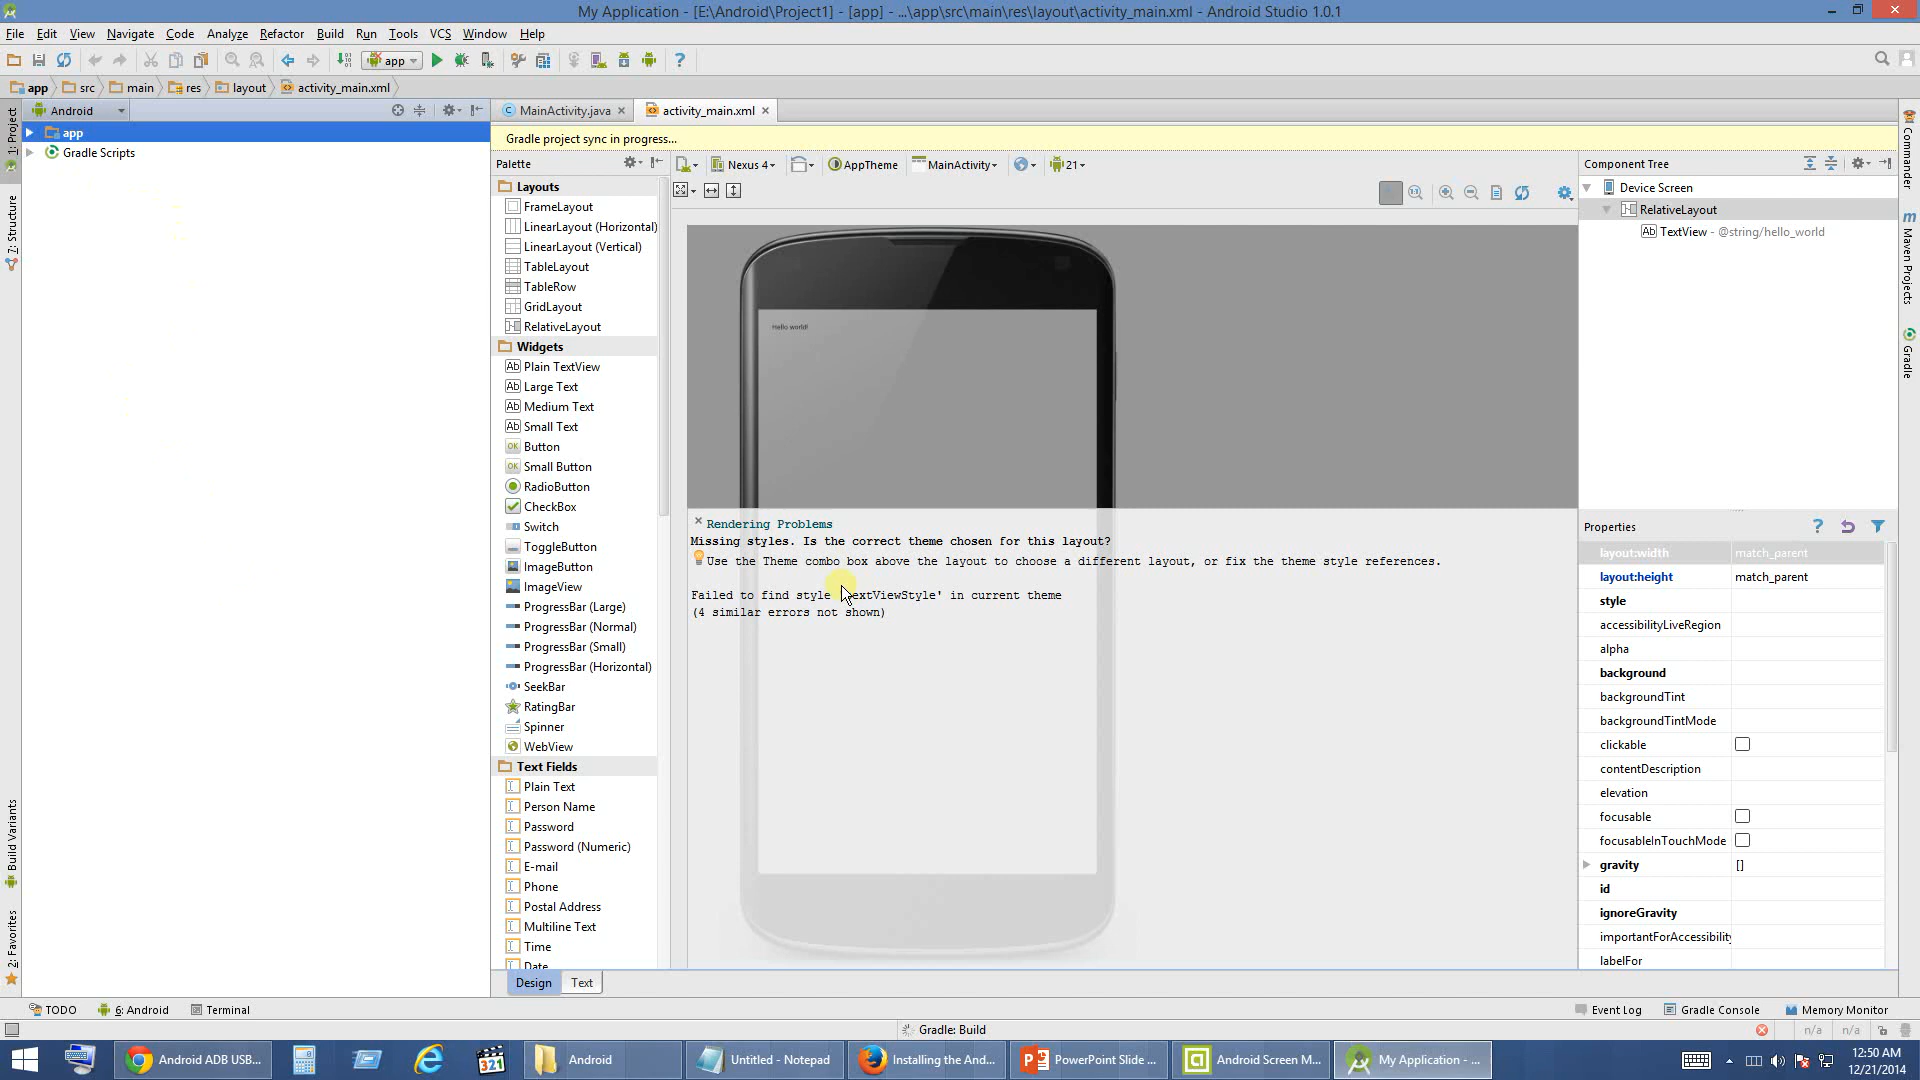 My Application - [E:\Android\Project1] - [app] - ...\app\src\main\res\layout\activity_main.xml - Android Studio 1.0.1
File Edit View Navigate Code Analyze Refactor Build Run Tools VCS Window Help
app
app src main res layout activity_main.xml
Android
MainActivity.java activity_main.xml
1: Project
7: Structure
Build Variants
2: Favorites
app
Gradle Scripts
Gradle project sync in progress...
Palette
Layouts
FrameLayout
LinearLayout (Horizontal)
LinearLayout (Vertical)
TableLayout
TableRow
GridLayout
RelativeLayout
Widgets
Plain TextView
Large Text
Medium Text
Small Text
Button
Small Button
RadioButton
CheckBox
Switch
ToggleButton
ImageButton
ImageView
ProgressBar (Large)
ProgressBar (Normal)
ProgressBar (Small)
ProgressBar (Horizontal)
SeekBar
RatingBar
Spinner
WebView
Text Fields
Plain Text
Person Name
Password
Password (Numeric)
E-mail
Phone
Postal Address
Multiline Text
Time
Date
Design Text
Nexus 4 AppTheme MainActivity 21
Hello world!
Rendering Problems
Missing styles. Is the correct theme chosen for this layout?
Use the Theme combo box above the layout to choose a different layout, or fix the theme style references.
Failed to find style 'textViewStyle' in current theme
(4 similar errors not shown)
Component Tree
Device Screen
RelativeLayout
TextView - @string/hello_world
Properties
layout:width match_parent
layout:height match_parent
style
accessibilityLiveRegion
alpha
background
backgroundTint
backgroundTintMode
clickable
contentDescription
elevation
focusable
focusableInTouchMode
gravity []
id
ignoreGravity
importantForAccessibility
labelFor
Commander
Maven Projects
Gradle
TODO 6: Android Terminal Event Log Gradle Console Memory Monitor
Gradle: Build n/a n/a
Android ADB USB... 321 Android Untitled - Notepad Installing the And... PowerPoint Slide ... Android Screen M... My Application - ...
12:50 AM
12/21/2014